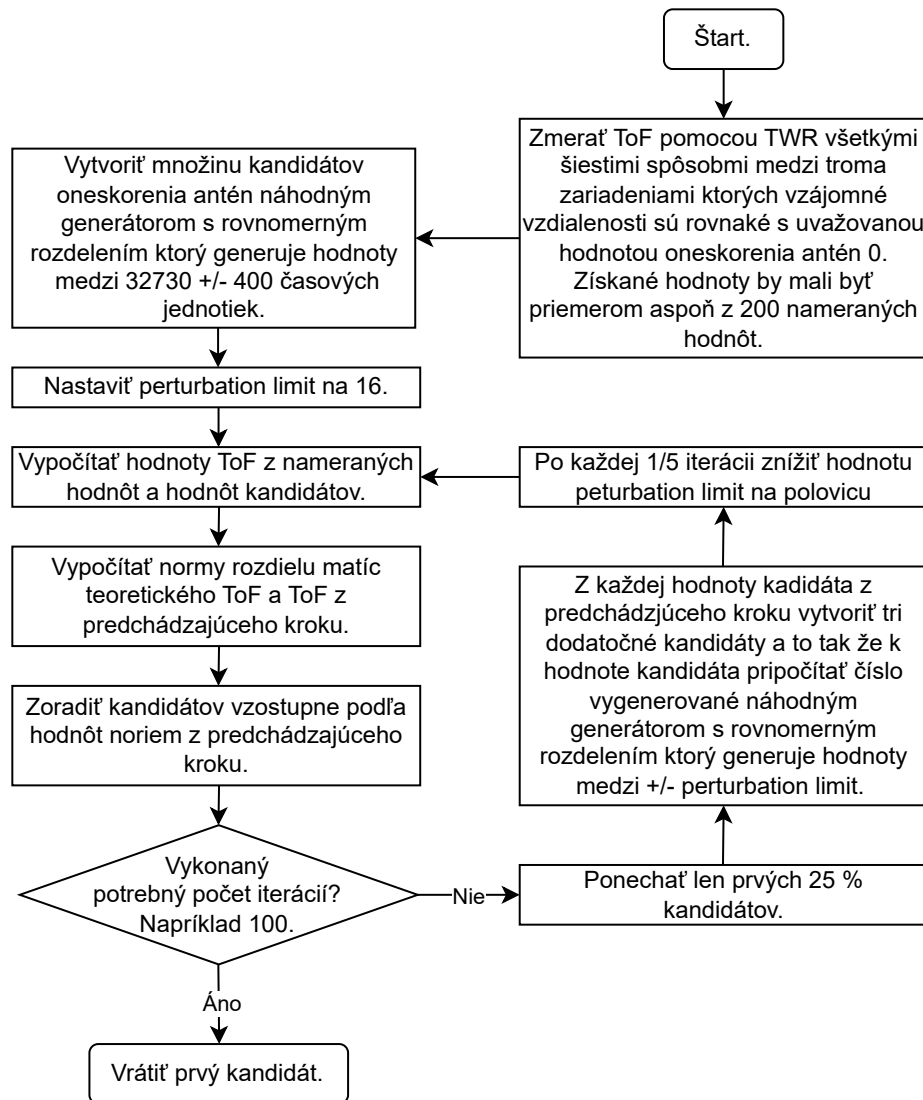 Štart.
Zmerať ToF pomocou TWR všetkými
šiestimi spôsobmi medzi troma
zariadeniami ktorých vzájomné
vzdialenosti sú rovnaké s uvažovanou
hodnotou oneskorenia antén 0.
Získané hodnoty by mali byť
priemerom aspoň z 200 nameraných
hodnôt.
Vytvoriť množinu kandidátov
oneskorenia antén náhodným
generátorom s rovnomerným
rozdelením ktorý generuje hodnoty
medzi 32730 +/- 400 časových
jednotiek.
Nastaviť perturbation limit na 16.
Vypočítať hodnoty ToF z nameraných
hodnôt a hodnôt kandidátov.
Vypočítať normy rozdielu matíc
teoretického ToF a ToF z
predchádzajúceho kroku.
Zoradiť kandidátov vzostupne podľa
hodnôt noriem z predchádzajúceho
kroku.
Vykonaný
potrebný počet iterácií?
Napríklad 100.
Nie
Ponechať len prvých 25 %
kandidátov.
Z každej hodnoty kadidáta z
predchádzjúceho kroku vytvoriť tri
dodatočné kandidáty a to tak že k
hodnote kandidáta pripočítať číslo
vygenerované náhodným
generátorom s rovnomerným
rozdelením ktorý generuje hodnoty
medzi +/- perturbation limit.
Po každej 1/5 iterácii znížiť hodnotu
peturbation limit na polovicu
Áno
Vrátiť prvý kandidát.